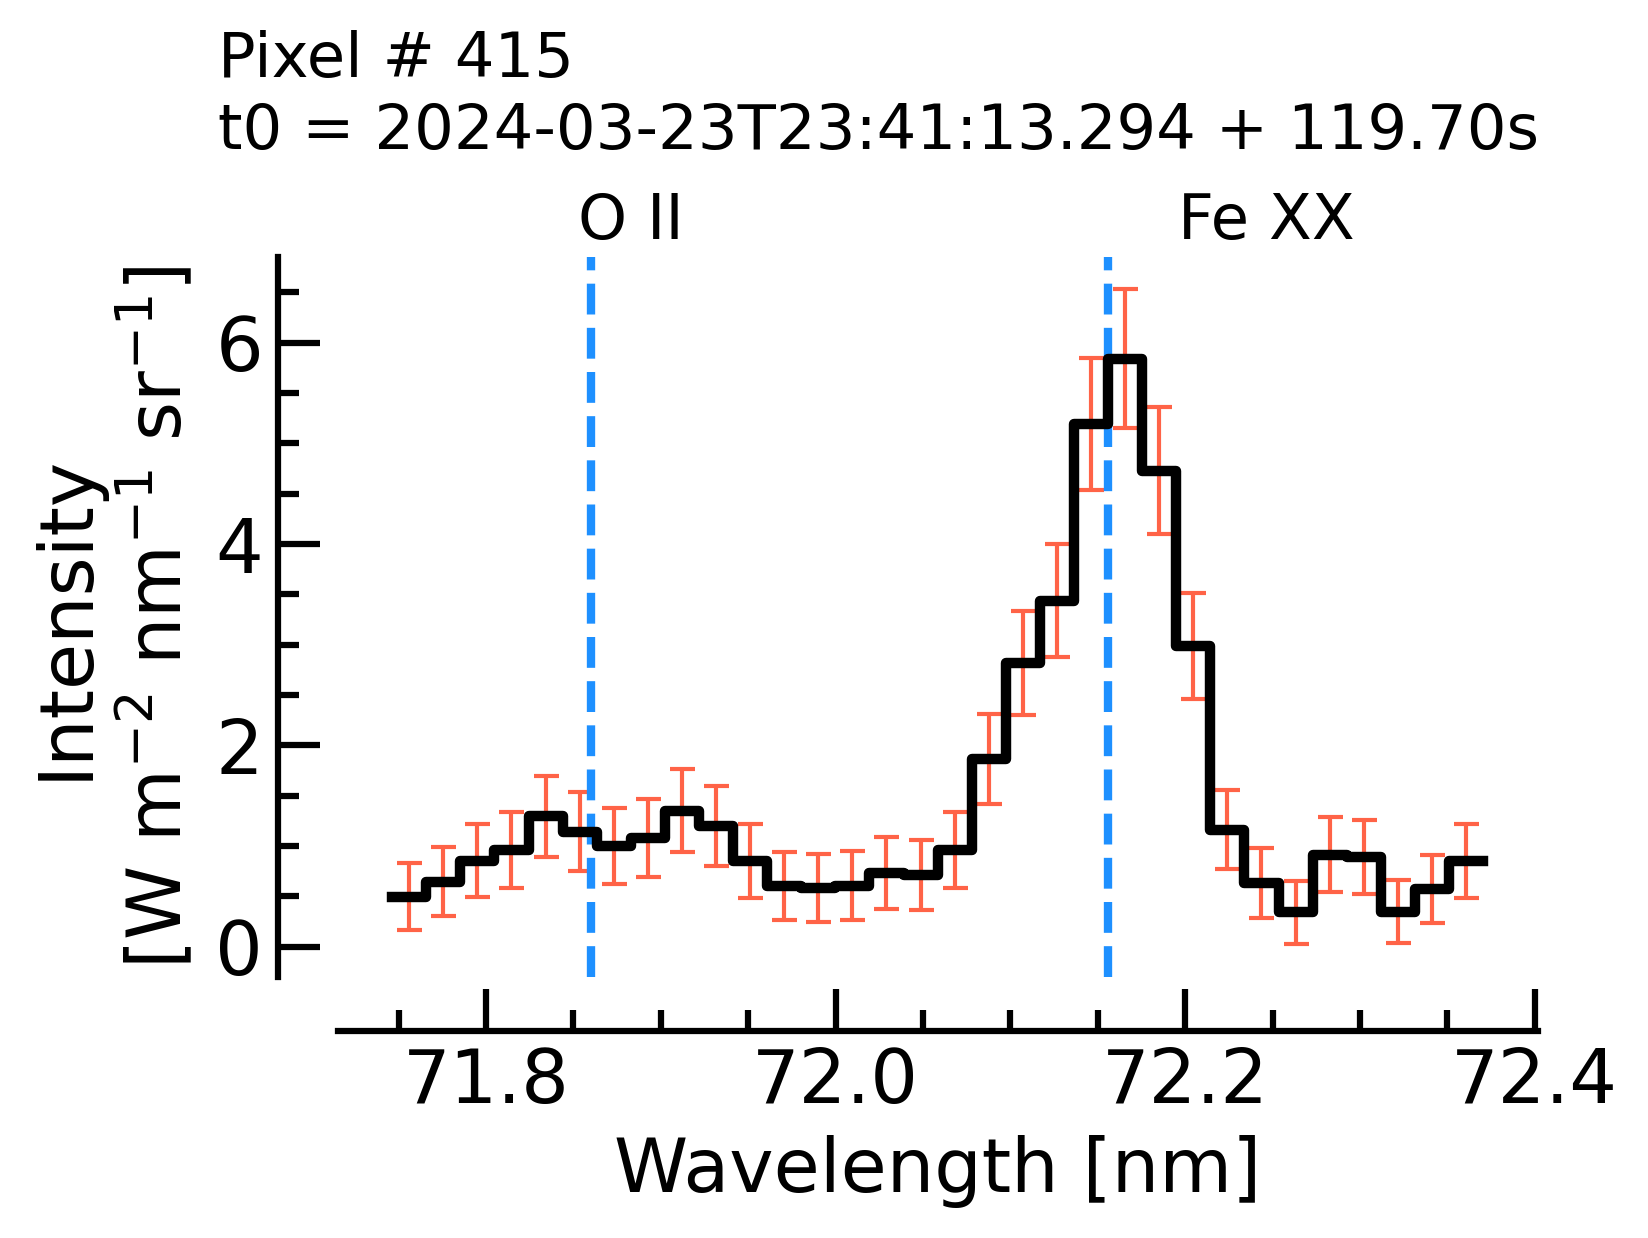 Pixel # 415
t0 = 2024-03-23T23:41:13.294 + 119.70s
O II
Fe XX
Intensity
[W m⁻² nm⁻¹ sr⁻¹]
6
4
2
0
71.8
72.0
72.2
72.4
Wavelength [nm]